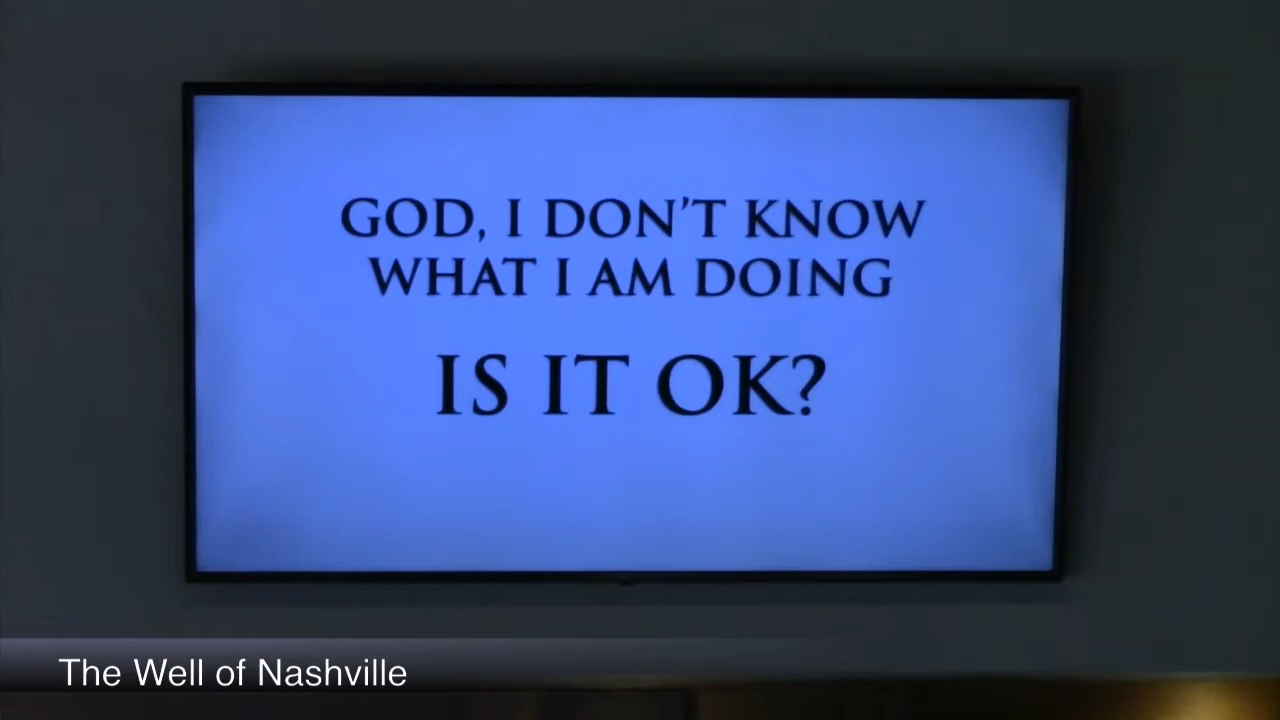 GOD, I DON'T KNOW
WHAT I AM DOING
IS IT OK?
The Well of Nashville